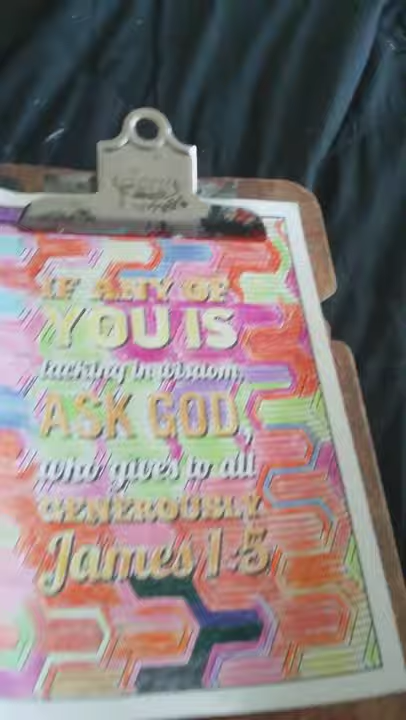 IF ANY OF
YOU IS
lacking in wisdom,
ASK GOD,
who gives to all
GENEROUSLY
James 1:5